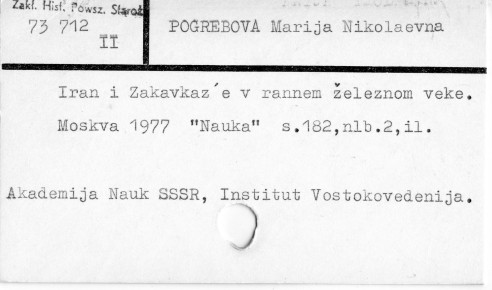 Zakl. Hist. Powsz. Staroż
73 712
II
POGREBOVA Marija Nikolaevna
Iran i Zakavkaz´e v rannem železnom veke.
Moskva 1977 "Nauka" s.182,nlb.2,il.
Akademija Nauk SSSR, Institut Vostokovedenija.